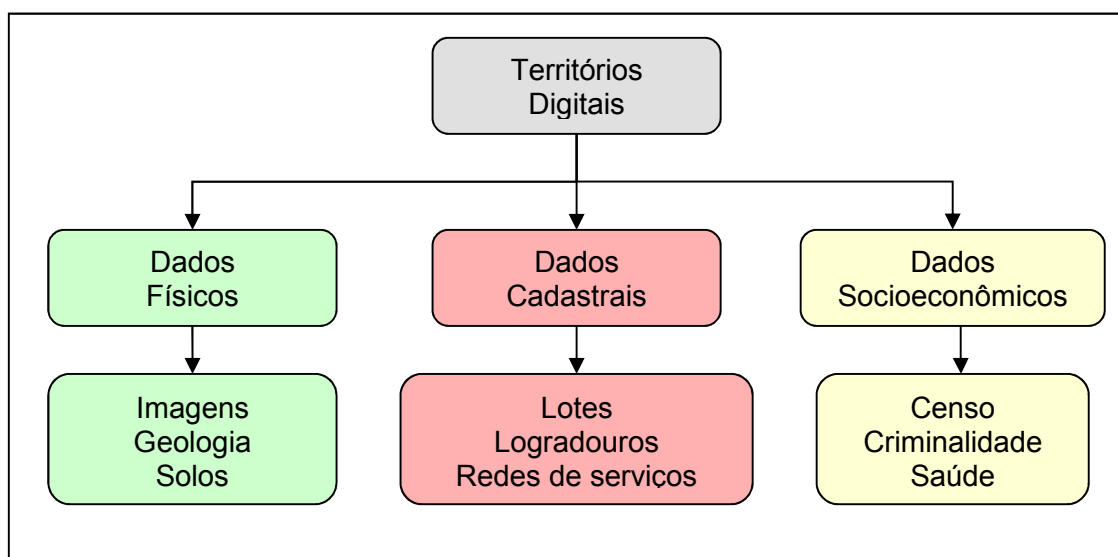 Territórios
Digitais
Dados
Físicos
Dados
Cadastrais
Dados
Socioeconômicos
Imagens
Geologia
Solos
Lotes
Logradouros
Redes de serviços
Censo
Criminalidade
Saúde